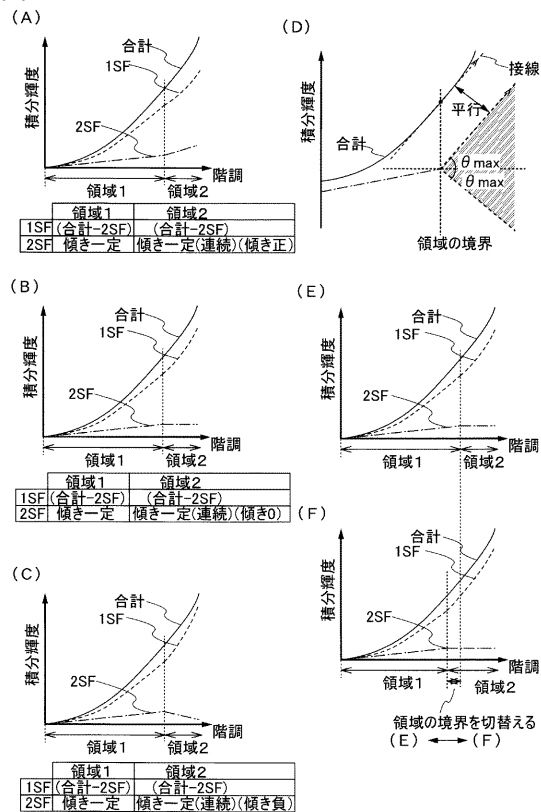 (A)
合計
1SF
2SF
積分輝度
階調
領域1
領域2
領域1 領域2
1SF (合計-2SF) (合計-2SF)
2SF 傾き一定 傾き一定(連続)(傾き正)
(B)
合計
1SF
2SF
積分輝度
階調
領域1
領域2
領域1 領域2
1SF (合計-2SF) (合計-2SF)
2SF 傾き一定 傾き一定(連続)(傾き0)
(C)
合計
1SF
2SF
積分輝度
階調
領域1
領域2
領域1 領域2
1SF (合計-2SF) (合計-2SF)
2SF 傾き一定 傾き一定(連続)(傾き負)
(D)
接線
平行
積分輝度
合計
θ max
θ max
領域の境界
(E)
合計
1SF
2SF
積分輝度
階調
領域1
領域2
(F)
合計
1SF
2SF
積分輝度
階調
領域1
領域2
領域の境界を切替える
(E) ↔ (F)